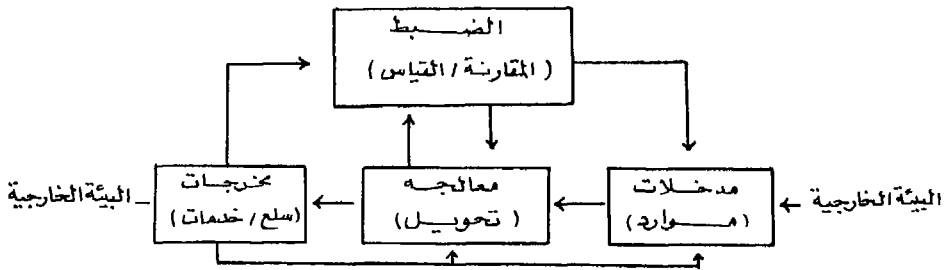 الضبط
(المقارنة / القياس)
مدخلات
(موارد)
معالجه
(تحويل)
مخرجات
(سلع / خدمات)
البيئة الخارجية
البيئة الخارجية